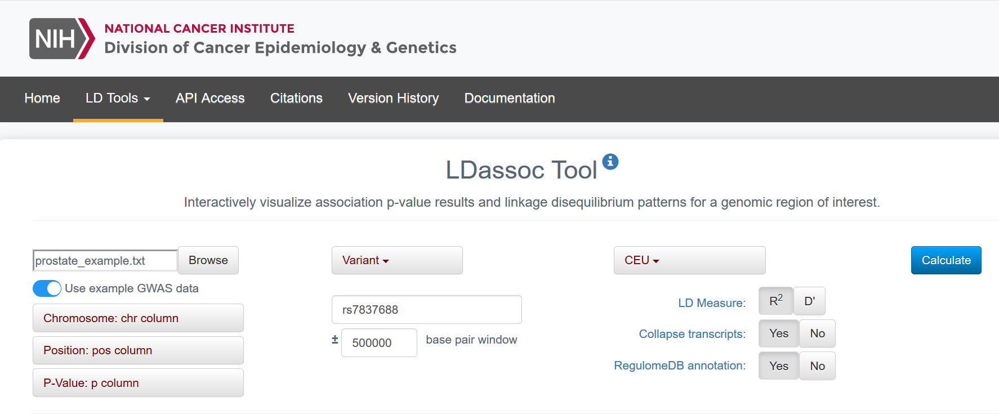 NIH
NATIONAL CANCER INSTITUTE
Division of Cancer Epidemiology & Genetics
Home LD Tools API Access Citations Version History Documentation
LDassoc Tool i
Interactively visualize association p-value results and linkage disequilibrium patterns for a genomic region of interest.
prostate_example.txt Browse Variant CEU Calculate
Use example GWAS data
Chromosome: chr column
Position: pos column
P-Value: p column
rs7837688
± 500000 base pair window
LD Measure: R² D'
Collapse transcripts: Yes No
RegulomeDB annotation: Yes No